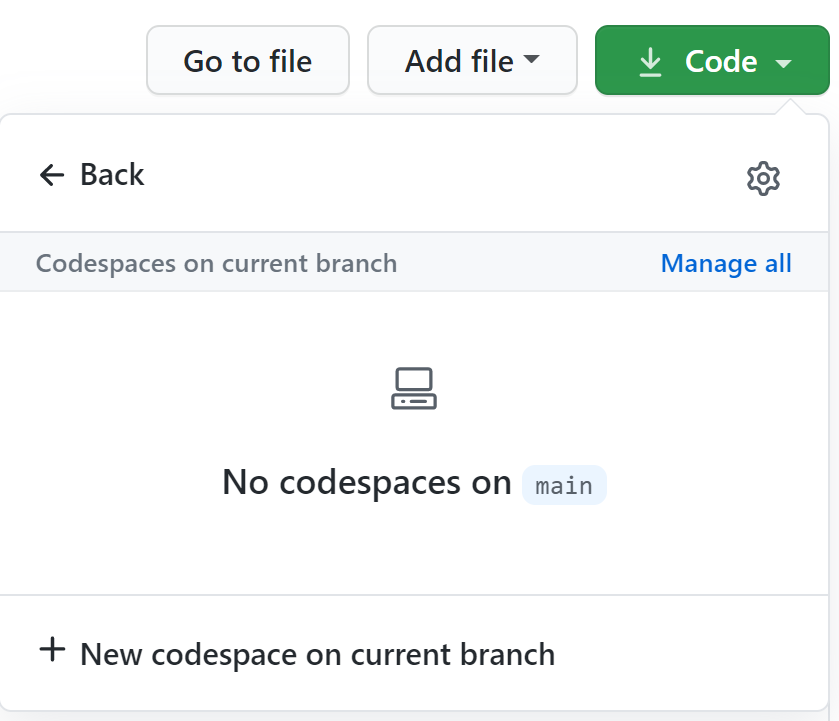 Go to file Add file Code
Back
Codespaces on current branch Manage all
No codespaces on main
New codespace on current branch